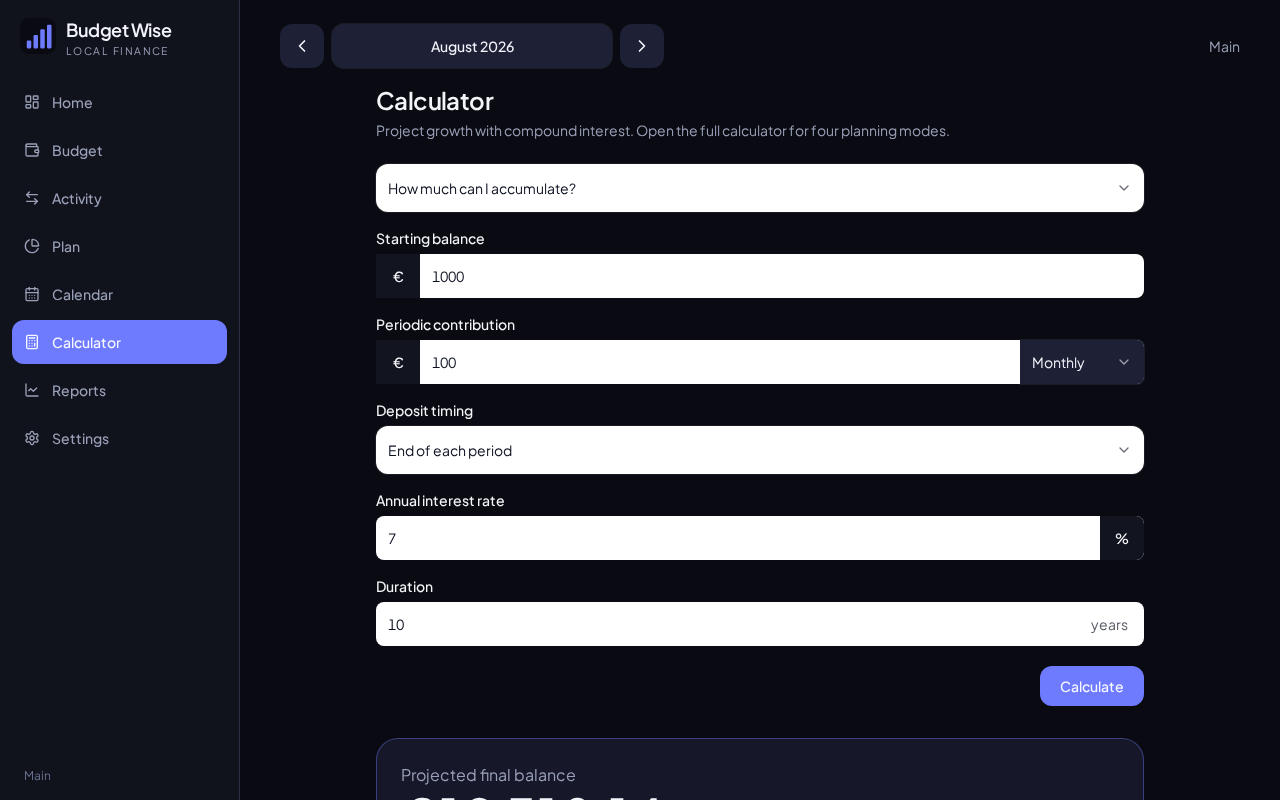 BudgetWise
LOCAL FINANCE
Home
Budget
Activity
Plan
Calendar
Calculator
Reports
Settings
Main
August 2026
Main
Calculator
Project growth with compound interest. Open the full calculator for four planning modes.
How much can I accumulate?
Starting balance
€ 1000
Periodic contribution
€ 100 Monthly
Deposit timing
End of each period
Annual interest rate
7 %
Duration
10 years
Calculate
Projected final balance